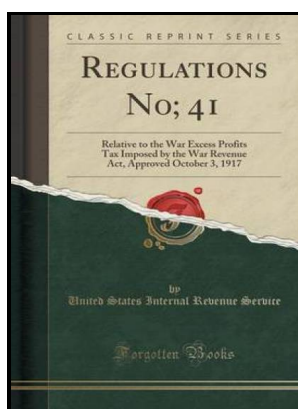 CLASSIC REPRINT SERIES
REGULATIONS
NO; 41
Relative to the War Excess Profits
Tax Imposed by the War Revenue
Act, Approved October 3, 1917
by
United States Internal Revenue Service
Forgotten Books